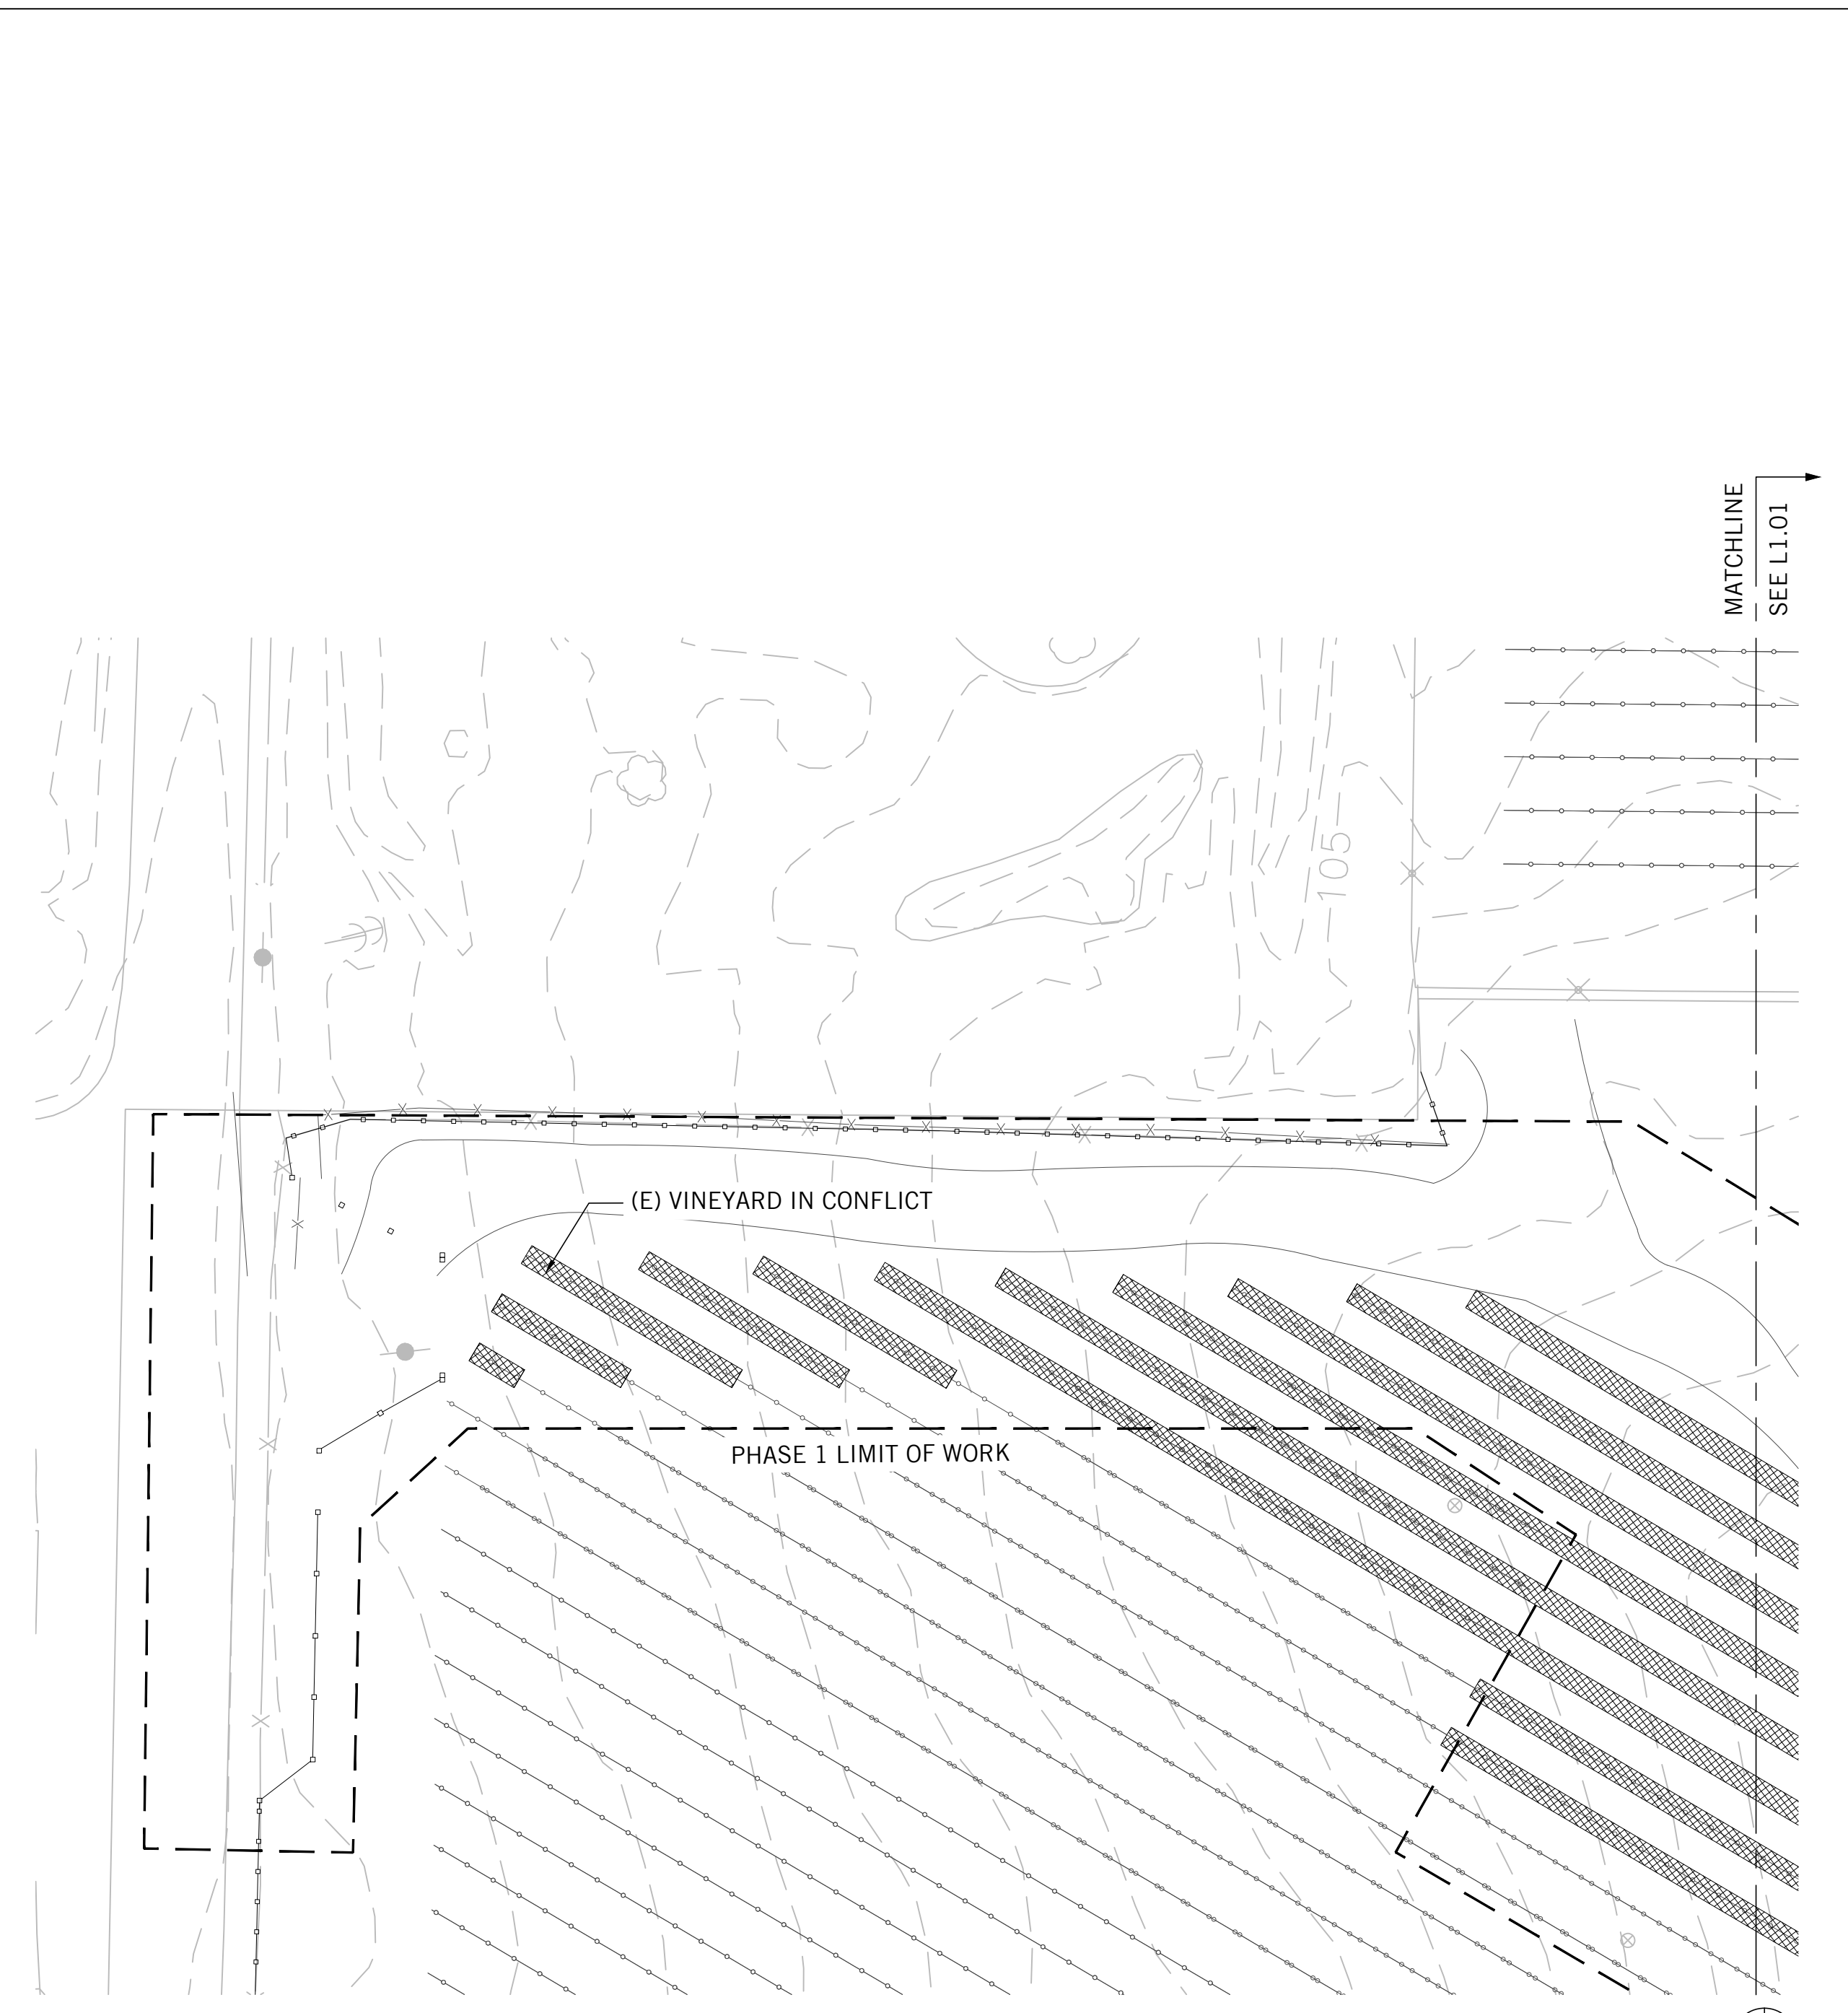 MATCHLINE
SEE L1.01
105
(E) VINEYARD IN CONFLICT
PHASE 1 LIMIT OF WORK